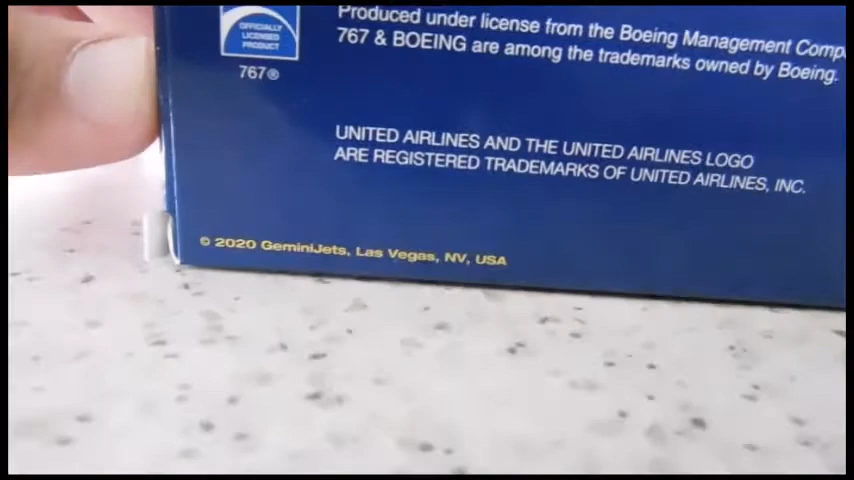 OFFICIALLY
LICENSED
PRODUCT
767®
Produced under license from the Boeing Management
767 & BOEING are among the trademarks owned by Boeing.
UNITED AIRLINES AND THE UNITED AIRLINES LOGO
ARE REGISTERED TRADEMARKS OF UNITED AIRLINES, INC.
© 2020 GeminiJets, Las Vegas, NV, USA